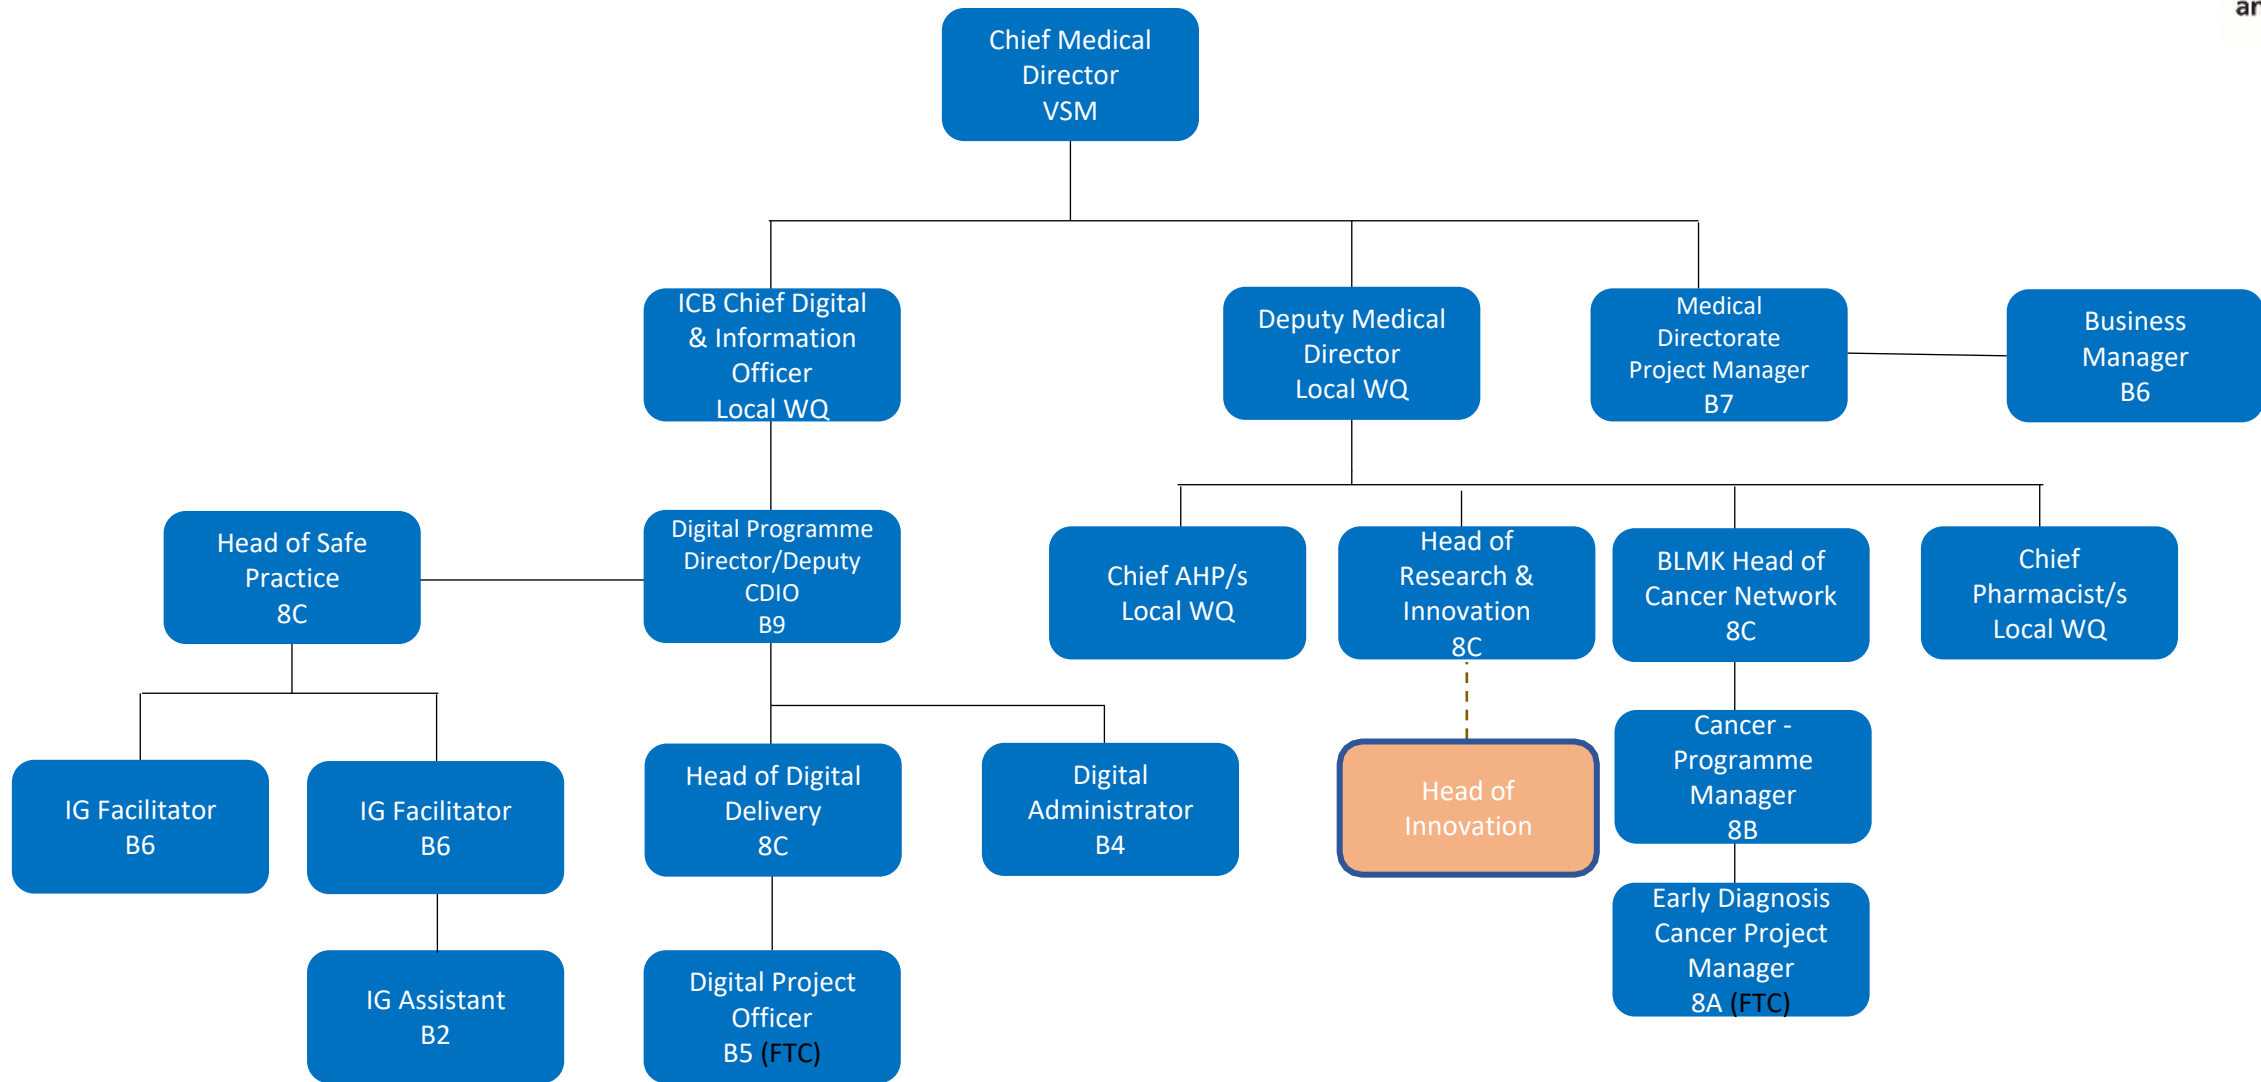 Chief Medical
Director
VSM
ICB Chief Digital
& Information
Officer
Local WQ
Deputy Medical
Director
Local WQ
Medical
Directorate
Project Manager
B7
Business
Manager
B6
Head of Safe
Practice
8C
Digital Programme
Director/Deputy
CDIO
B9
Chief AHP/s
Local WQ
Head of
Research &
Innovation
8C
BLMK Head of
Cancer Network
8C
Chief
Pharmacist/s
Local WQ
IG Facilitator
B6
IG Facilitator
B6
Head of Digital
Delivery
8C
Digital
Administrator
B4
Head of
Innovation
Cancer -
Programme
Manager
8B
IG Assistant
B2
Digital Project
Officer
B5 (FTC)
Early Diagnosis
Cancer Project
Manager
8A (FTC)